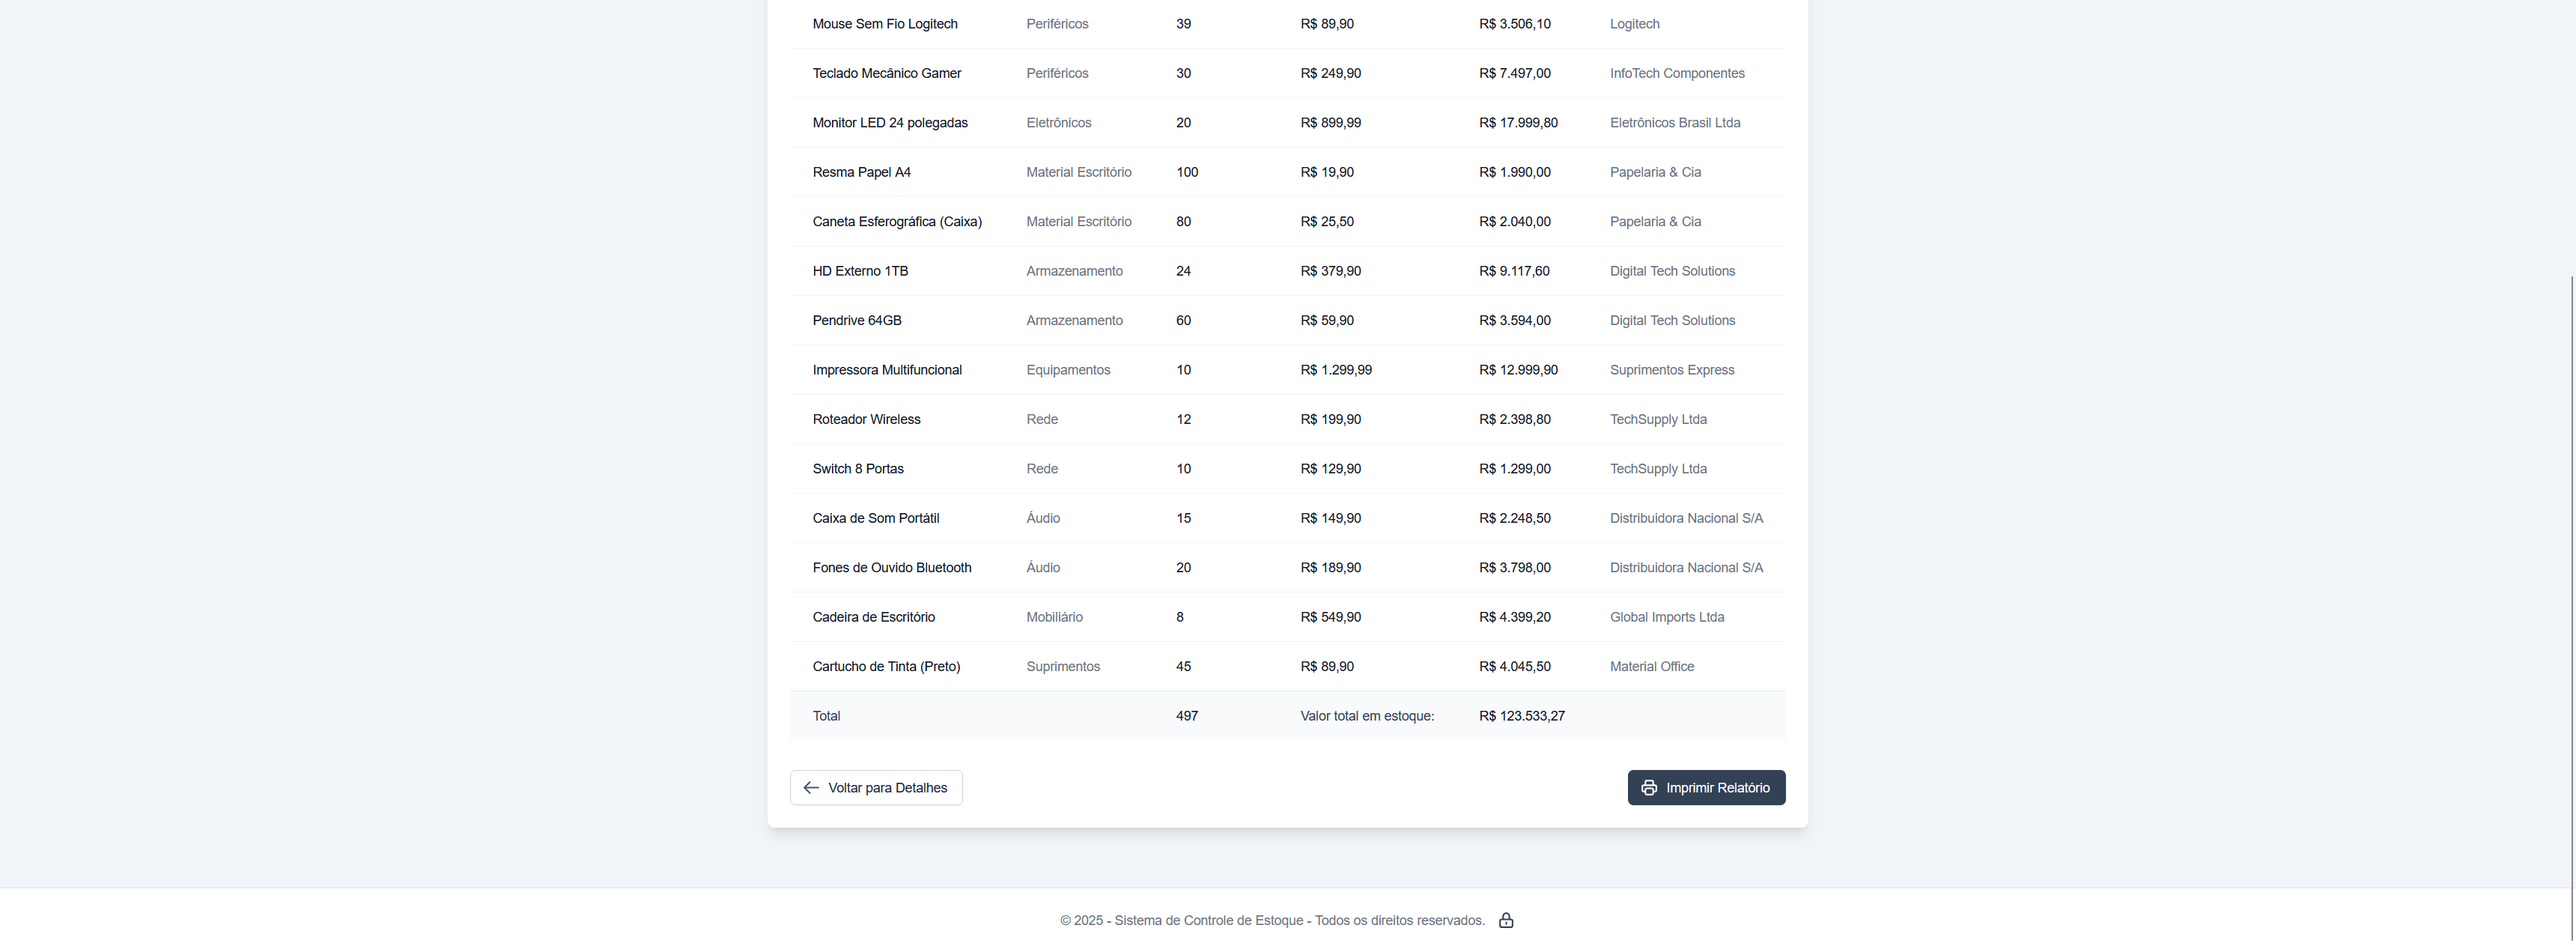 Mouse Sem Fio Logitech Periféricos 39 R$ 89,90 R$ 3.506,10 Logitech
Teclado Mecânico Gamer Periféricos 30 R$ 249,90 R$ 7.497,00 InfoTech Componentes
Monitor LED 24 polegadas Eletrônicos 20 R$ 899,99 R$ 17.999,80 Eletrônicos Brasil Ltda
Resma Papel A4 Material Escritório 100 R$ 19,90 R$ 1.990,00 Papelaria & Cia
Caneta Esferográfica (Caixa) Material Escritório 80 R$ 25,50 R$ 2.040,00 Papelaria & Cia
HD Externo 1TB Armazenamento 24 R$ 379,90 R$ 9.117,60 Digital Tech Solutions
Pendrive 64GB Armazenamento 60 R$ 59,90 R$ 3.594,00 Digital Tech Solutions
Impressora Multifuncional Equipamentos 10 R$ 1.299,99 R$ 12.999,90 Suprimentos Express
Roteador Wireless Rede 12 R$ 199,90 R$ 2.398,80 TechSupply Ltda
Switch 8 Portas Rede 10 R$ 129,90 R$ 1.299,00 TechSupply Ltda
Caixa de Som Portátil Áudio 15 R$ 149,90 R$ 2.248,50 Distribuidora Nacional S/A
Fones de Ouvido Bluetooth Áudio 20 R$ 189,90 R$ 3.798,00 Distribuidora Nacional S/A
Cadeira de Escritório Mobiliário 8 R$ 549,90 R$ 4.399,20 Global Imports Ltda
Cartucho de Tinta (Preto) Suprimentos 45 R$ 89,90 R$ 4.045,50 Material Office
Total 497 Valor total em estoque: R$ 123.533,27
Voltar para Detalhes Imprimir Relatório
© 2025 - Sistema de Controle de Estoque - Todos os direitos reservados.